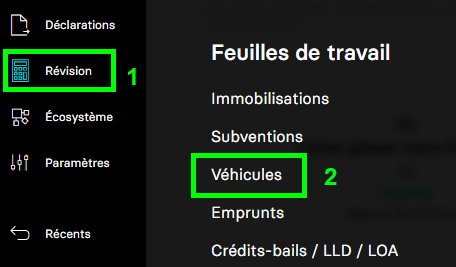 Déclarations
Révision
1
Écosystème
Paramètres
Récents
Feuilles de travail
Immobilisations
Subventions
Véhicules
2
Emprunts
Crédits-bails / LLD / LOA